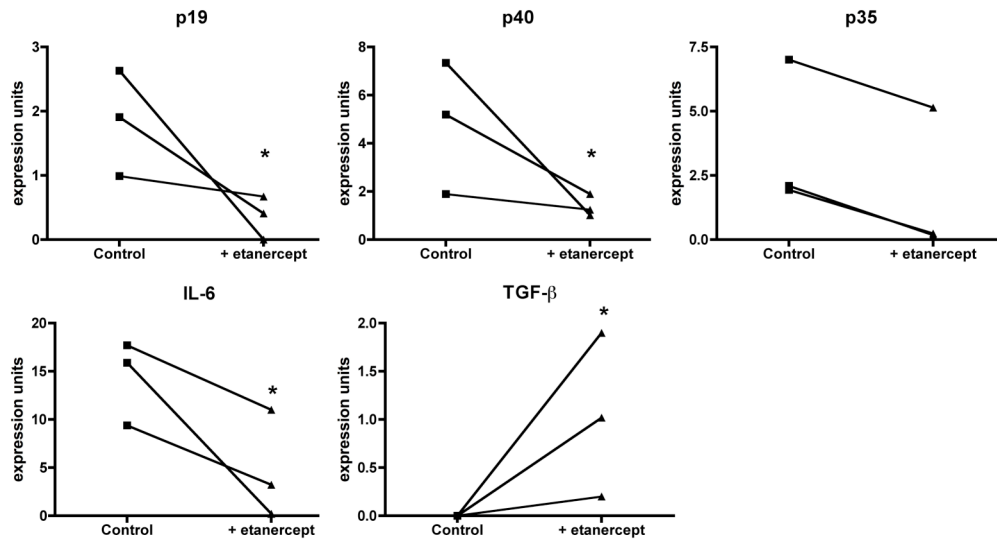 p19
expression units
3
2
1
0
*
Control
+ etanercept
p40
expression units
8
6
4
2
0
*
Control
+ etanercept
p35
expression units
7.5
5.0
2.5
0.0
Control
+ etanercept
IL-6
expression units
20
15
10
5
0
*
Control
+ etanercept
TGF-β
expression units
2.0
1.5
1.0
0.5
0.0
*
Control
+ etanercept